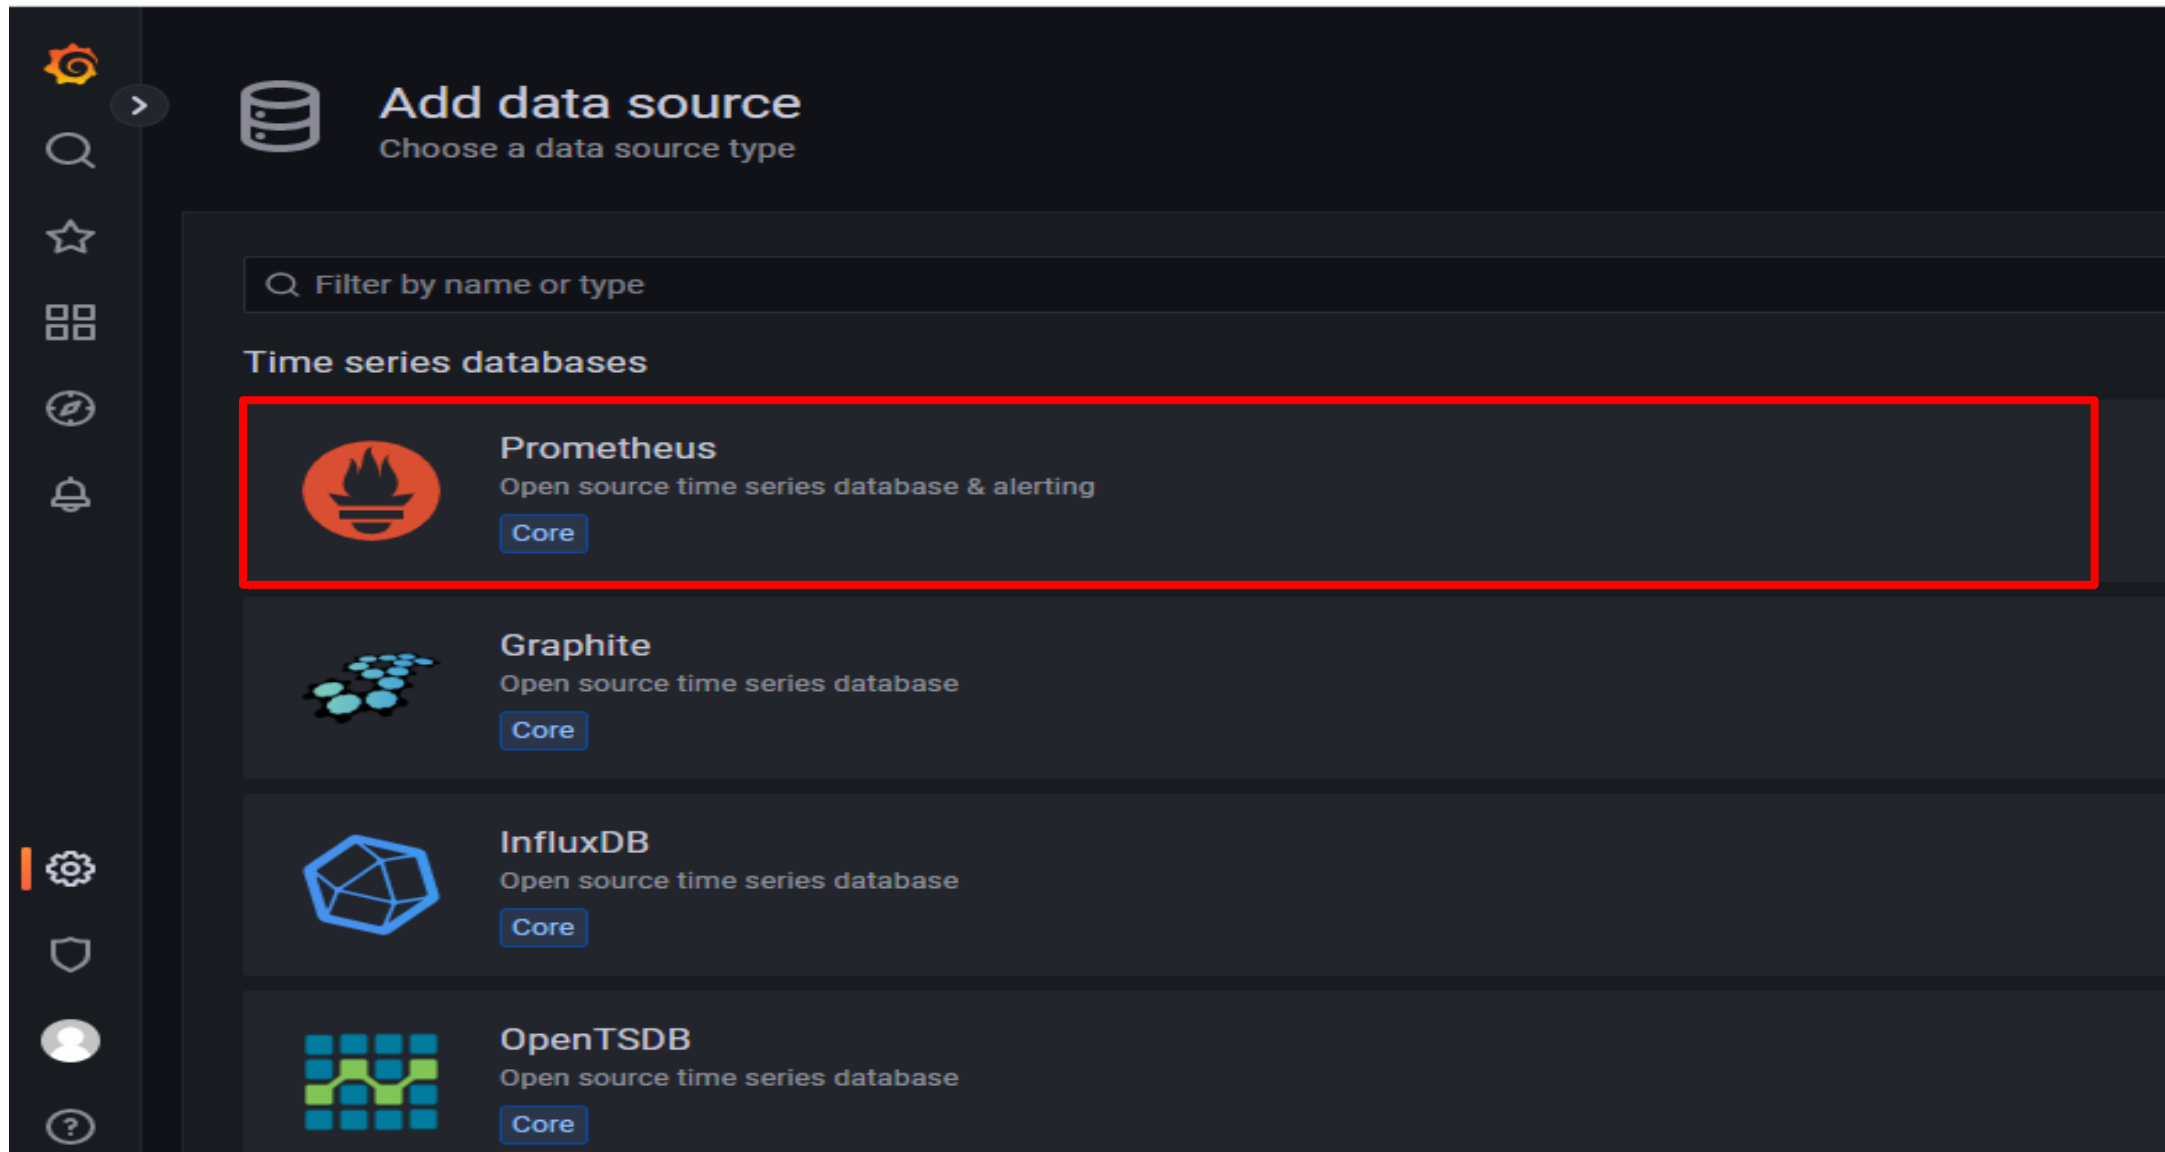 Add data source
Choose a data source type
Filter by name or type
Time series databases
Prometheus
Open source time series database & alerting
Core
Graphite
Open source time series database
Core
InfluxDB
Open source time series database
Core
OpenTSDB
Open source time series database
Core